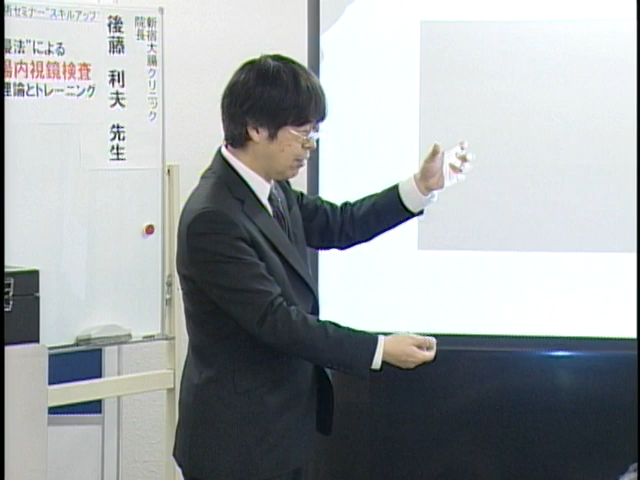 術セミナー"スキルアップ
浸法"による
腸内視鏡検査
理論とトレーニング
新宿大腸クリニック
院長
後藤 利夫 先生